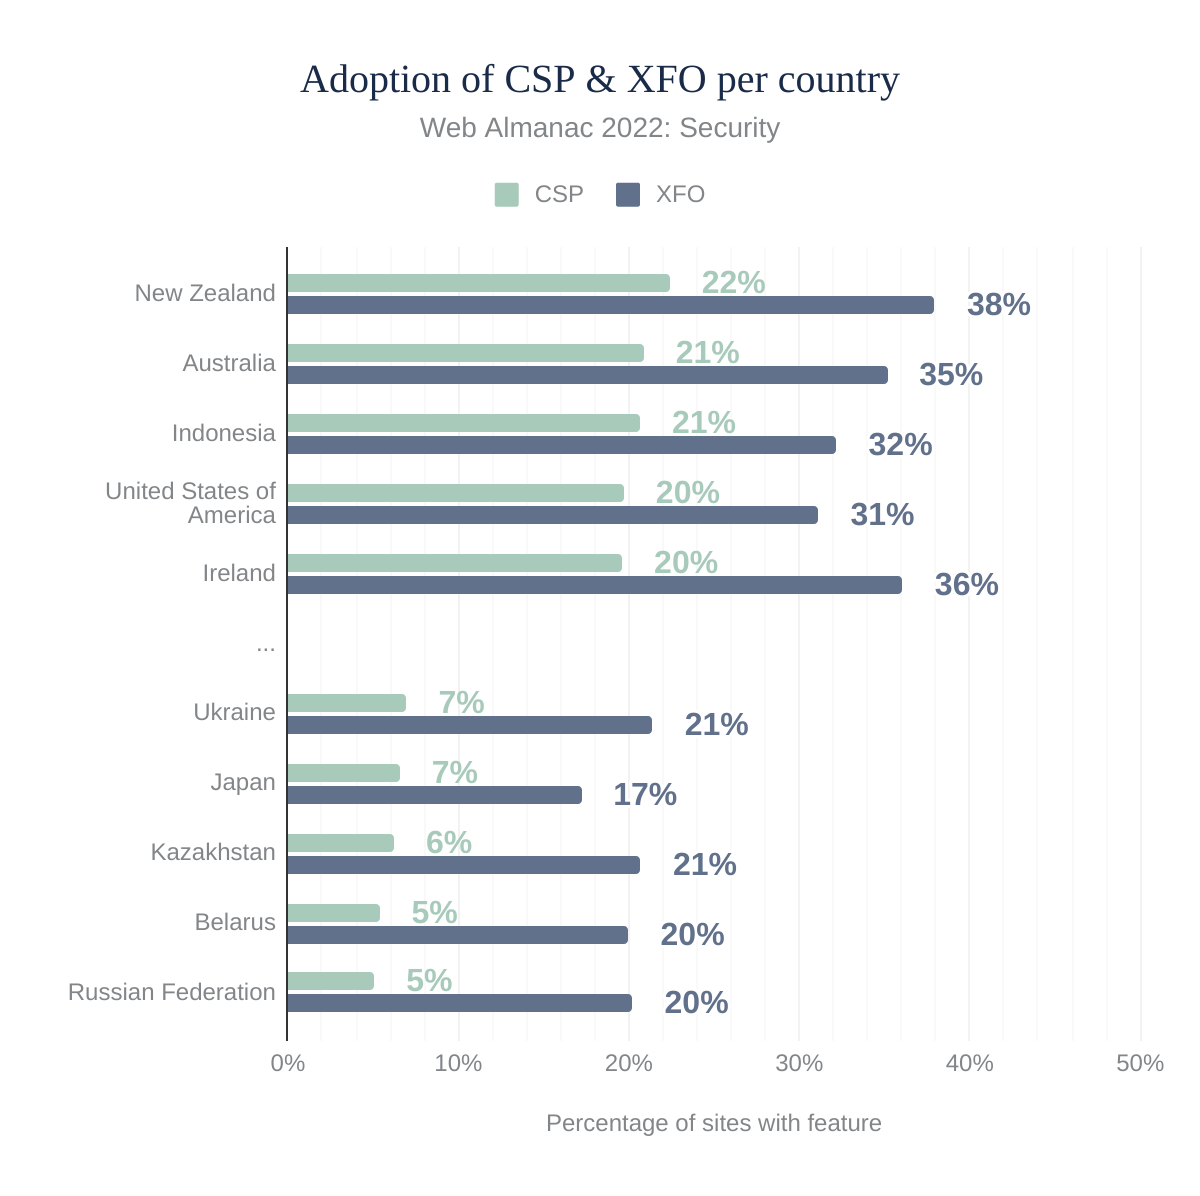 Adoption of CSP & XFO per country
Web Almanac 2022: Security
CSP XFO
New Zealand 22% 38%
Australia 21% 35%
Indonesia 21% 32%
United States of
America 20% 31%
Ireland 20% 36%
...
Ukraine 7% 21%
Japan 7% 17%
Kazakhstan 6% 21%
Belarus 5% 20%
Russian Federation 5% 20%
0% 10% 20% 30% 40% 50%
Percentage of sites with feature